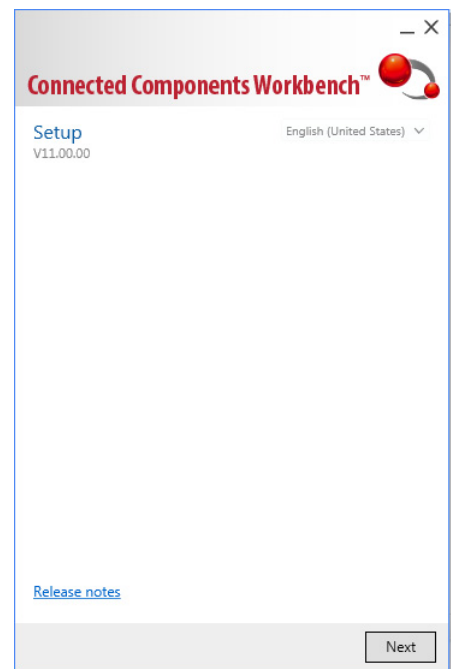 Connected Components Workbench™
Setup
English (United States)
V11.00.00
Release notes
Next